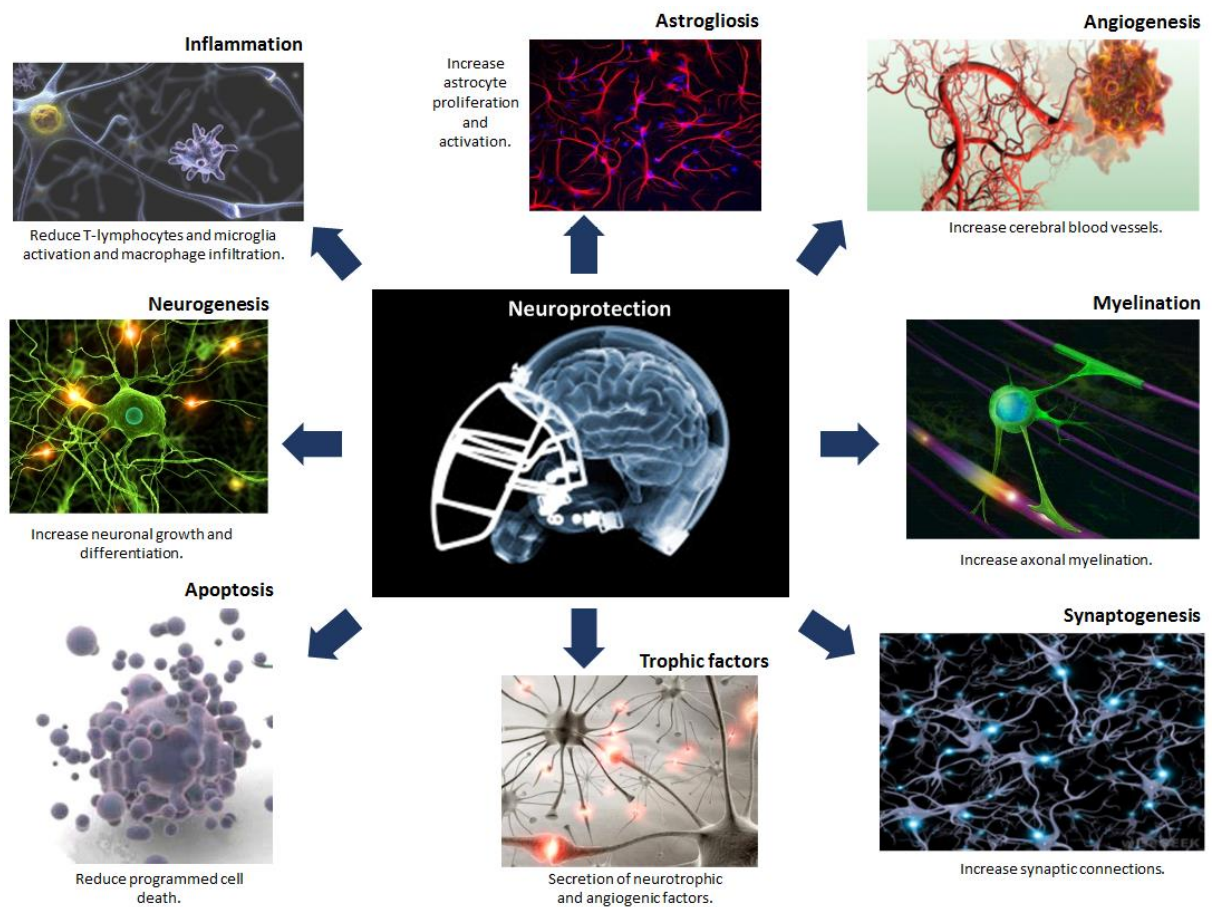 Inflammation
Reduce T-lymphocytes and microglia
activation and macrophage infiltration.
Astrogliosis
Increase
astrocyte
proliferation
and
activation.
Angiogenesis
Increase cerebral blood vessels.
Neurogenesis
Increase neuronal growth and
differentiation.
Neuroprotection
Myelination
Increase axonal myelination.
Apoptosis
Reduce programmed cell
death.
Trophic factors
Secretion of neurotrophic
and angiogenic factors.
Synaptogenesis
Increase synaptic connections.